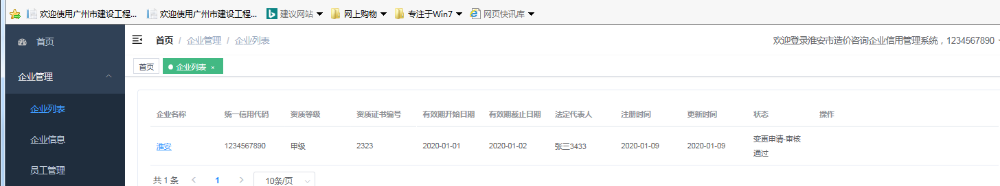 欢迎使用广州市建设工程... 欢迎使用广州市建设工程... 建议网站 网上购物 专注于Win7 网页快讯库
首页
企业管理
企业列表
企业信息
员工管理
首页 / 企业管理 / 企业列表
欢迎登录淮安市造价咨询企业信用管理系统，1234567890
首页 企业列表 ×
企业名称 统一信用代码 资质等级 资质证书编号 有效期开始日期 有效期截止日期 法定代表人 注册时间 更新时间 状态 操作
淮安 1234567890 甲级 2323 2020-01-01 2020-01-02 张三3433 2020-01-09 2020-01-09 变更申请-审核
通过
共 1 条 < 1 > 10条/页